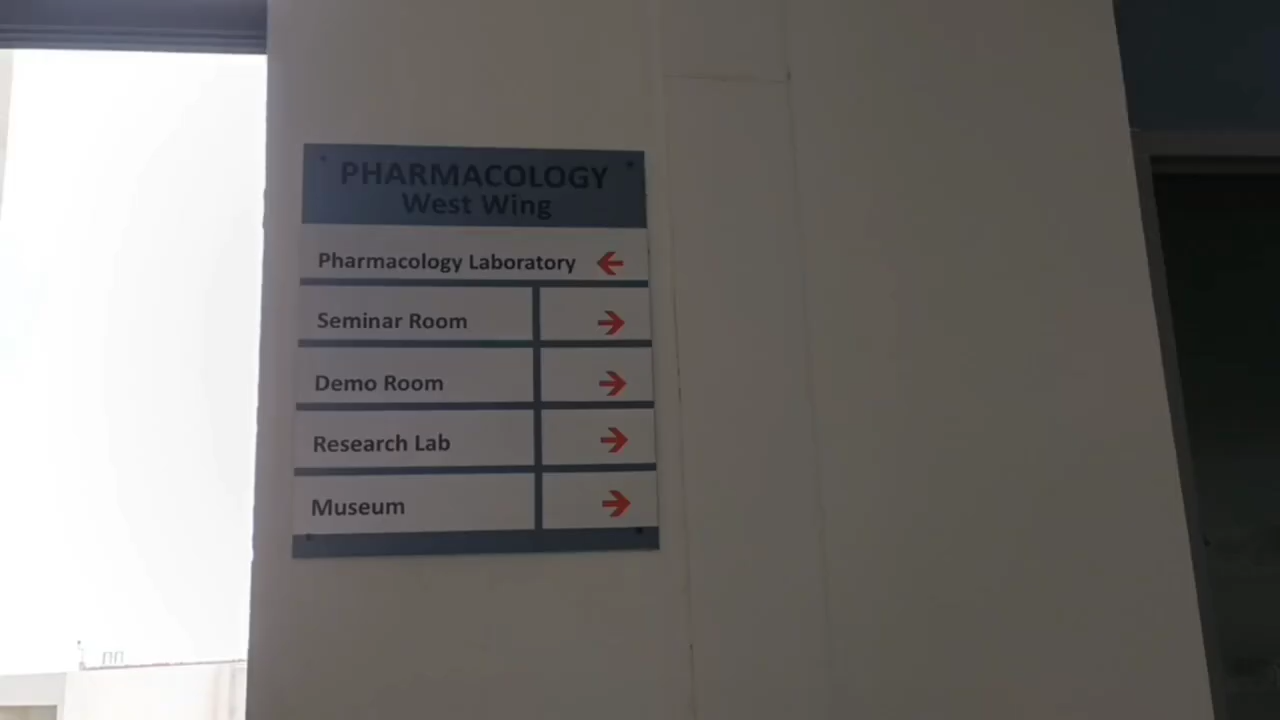 PHARMACOLOGY
West Wing
Pharmacology Laboratory ←
Seminar Room →
Demo Room →
Research Lab →
Museum →